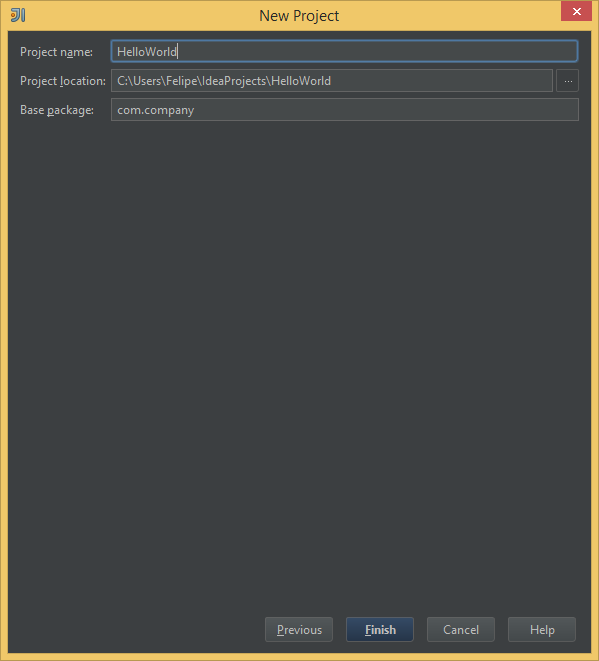 New Project
Project name: HelloWorld
Project location: C:\Users\Felipe\IdeaProjects\HelloWorld ...
Base package: com.company
Previous Finish Cancel Help